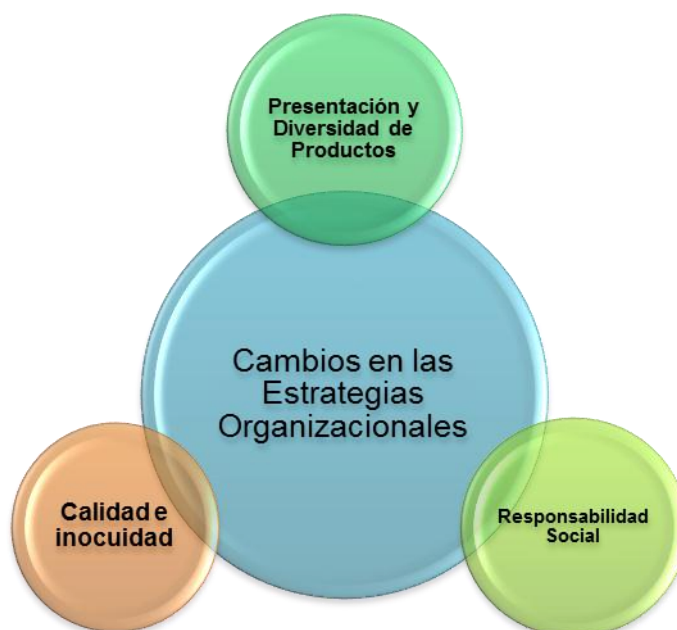 Presentación y
Diversidad de
Productos
Cambios en las
Estrategias
Organizacionales
Calidad e
inocuidad
Responsabilidad
Social